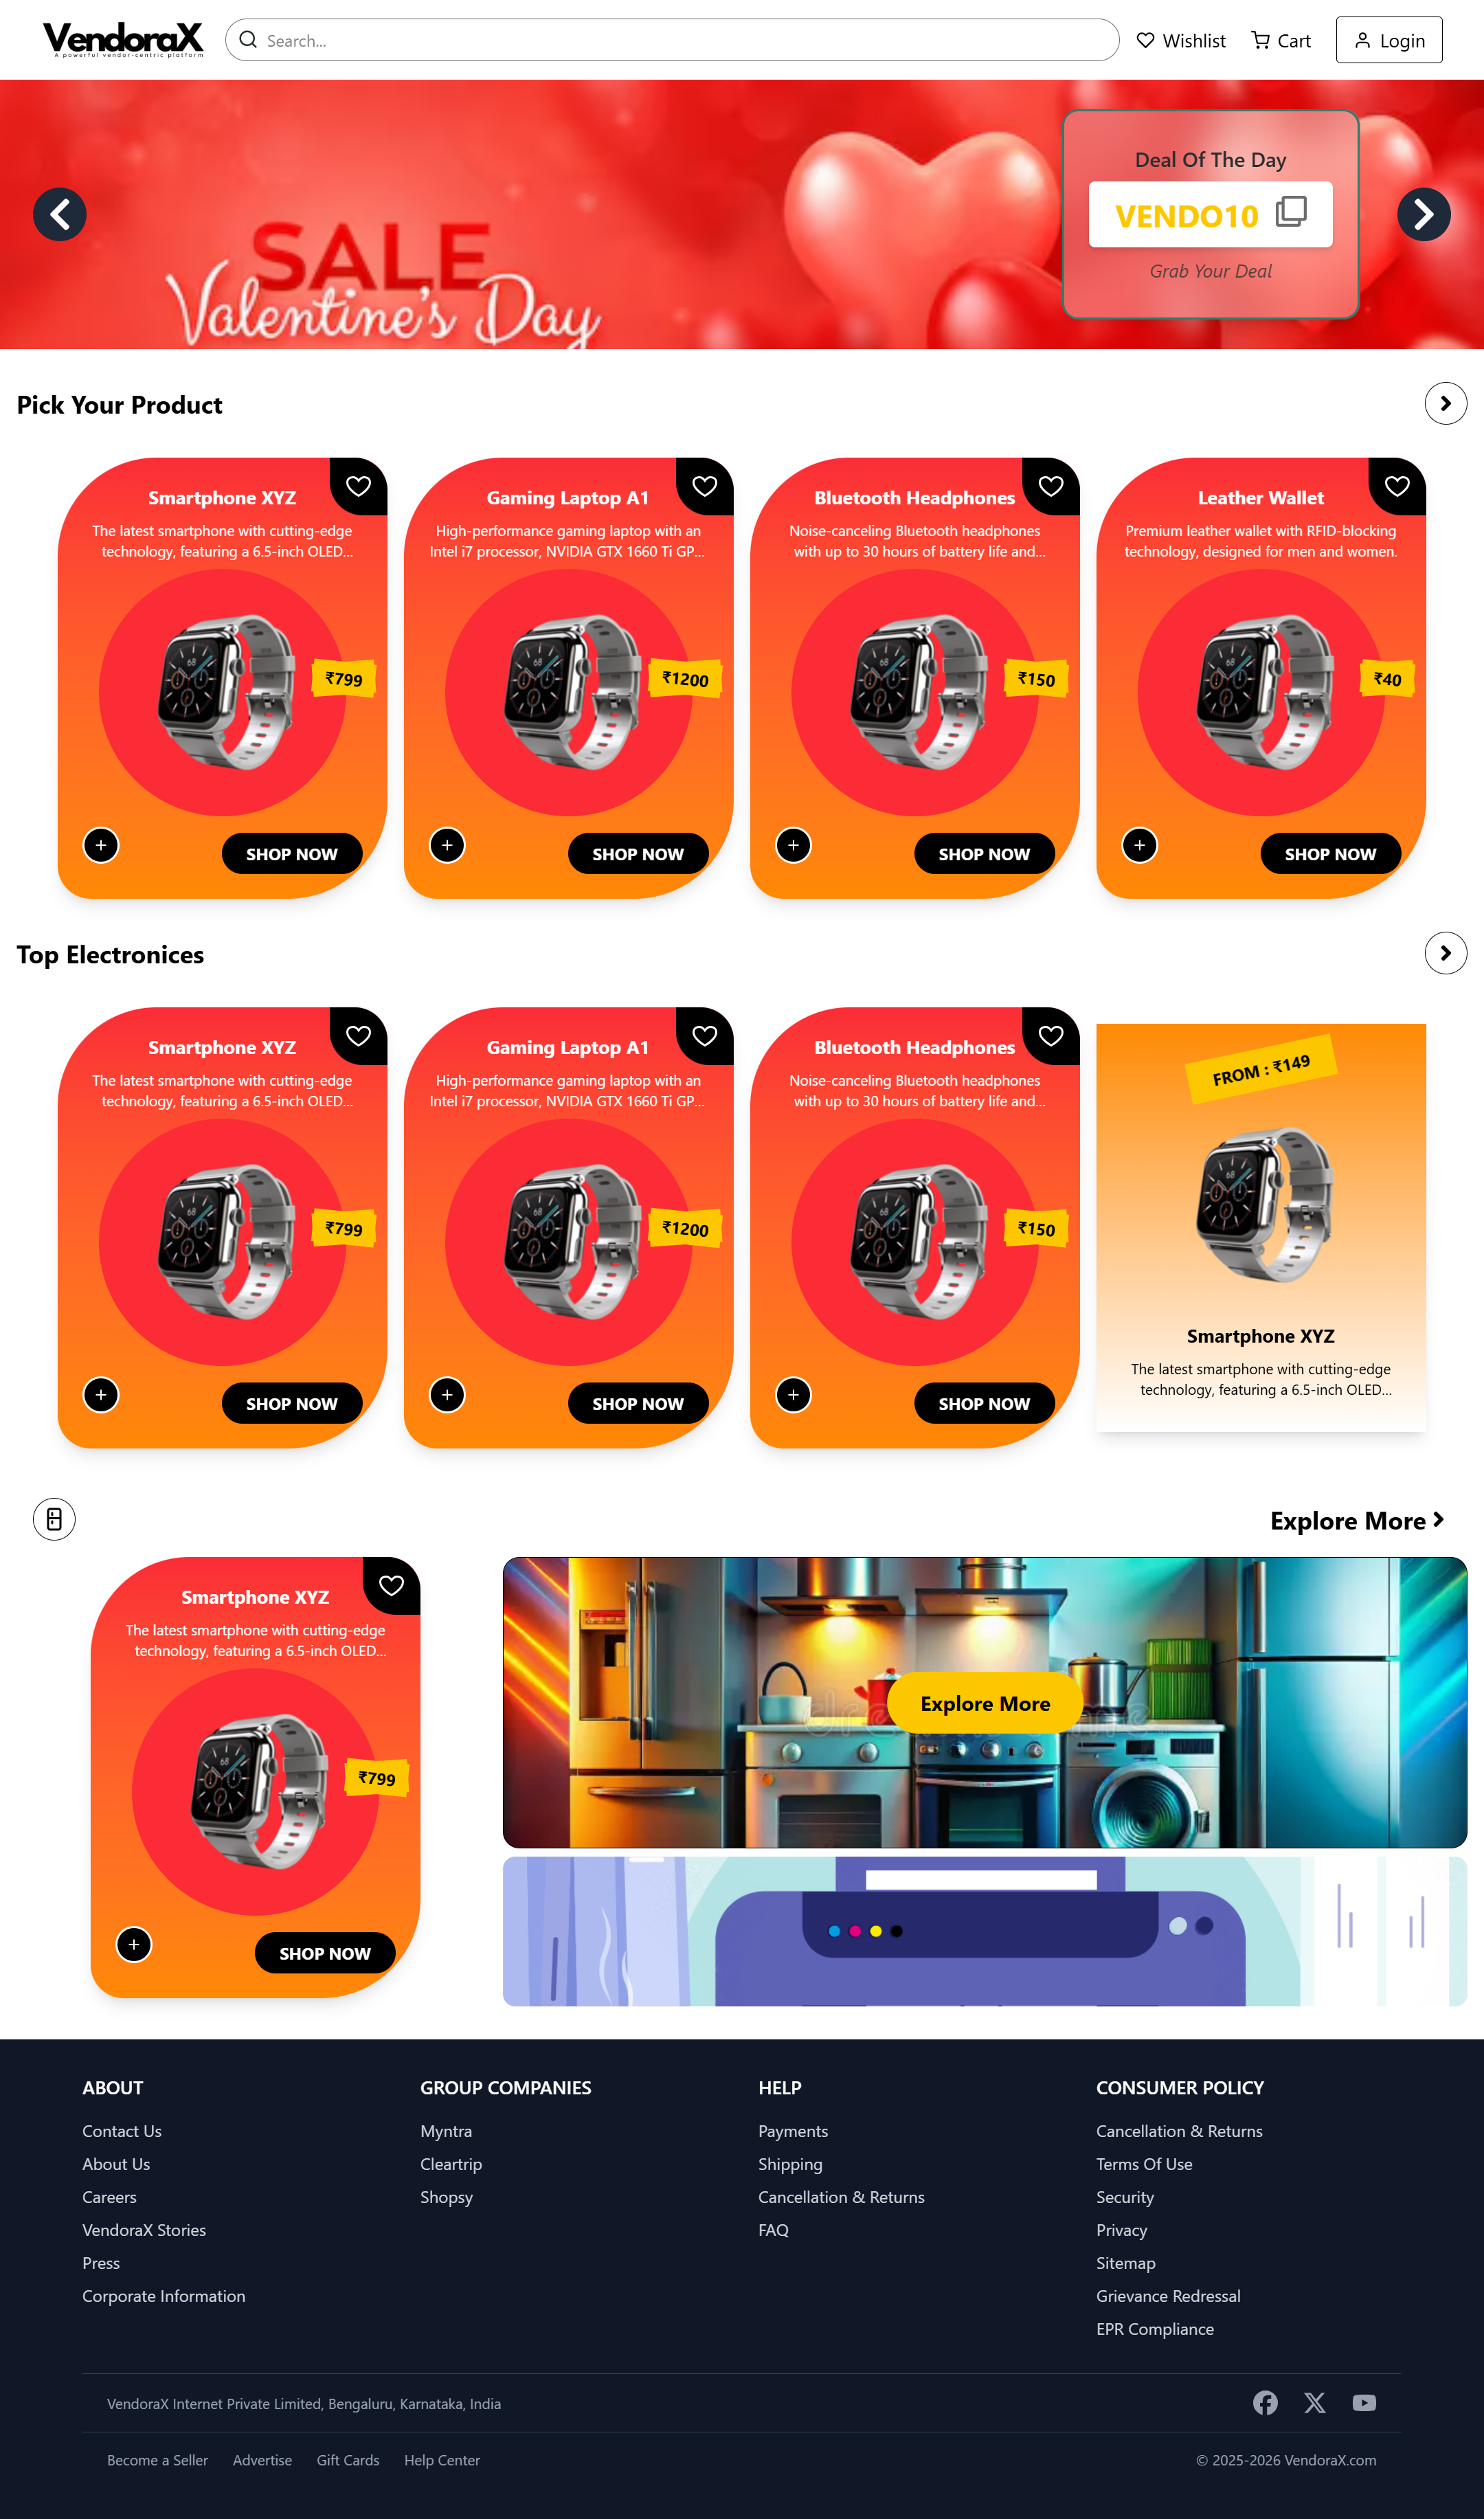 VendoraX
A powerful vendor-centric platform
Search...
Wishlist
Cart
Login
SALE
Valentine's Day
Deal Of The Day
VENDO10
Grab Your Deal
Pick Your Product
Smartphone XYZ
The latest smartphone with cutting-edge
technology, featuring a 6.5-inch OLED...
₹799
SHOP NOW
Gaming Laptop A1
High-performance gaming laptop with an
Intel i7 processor, NVIDIA GTX 1660 Ti GP...
₹1200
SHOP NOW
Bluetooth Headphones
Noise-canceling Bluetooth headphones
with up to 30 hours of battery life and...
₹150
SHOP NOW
Leather Wallet
Premium leather wallet with RFID-blocking
technology, designed for men and women.
₹40
SHOP NOW
Top Electronices
Smartphone XYZ
The latest smartphone with cutting-edge
technology, featuring a 6.5-inch OLED...
₹799
SHOP NOW
Gaming Laptop A1
High-performance gaming laptop with an
Intel i7 processor, NVIDIA GTX 1660 Ti GP...
₹1200
SHOP NOW
Bluetooth Headphones
Noise-canceling Bluetooth headphones
with up to 30 hours of battery life and...
₹150
SHOP NOW
FROM : ₹149
Smartphone XYZ
The latest smartphone with cutting-edge
technology, featuring a 6.5-inch OLED...
Explore More
Smartphone XYZ
The latest smartphone with cutting-edge
technology, featuring a 6.5-inch OLED...
₹799
SHOP NOW
Explore More
ABOUT
Contact Us
About Us
Careers
VendoraX Stories
Press
Corporate Information
GROUP COMPANIES
Myntra
Cleartrip
Shopsy
HELP
Payments
Shipping
Cancellation & Returns
FAQ
CONSUMER POLICY
Cancellation & Returns
Terms Of Use
Security
Privacy
Sitemap
Grievance Redressal
EPR Compliance
VendoraX Internet Private Limited, Bengaluru, Karnataka, India
Become a Seller
Advertise
Gift Cards
Help Center
© 2025-2026 VendoraX.com